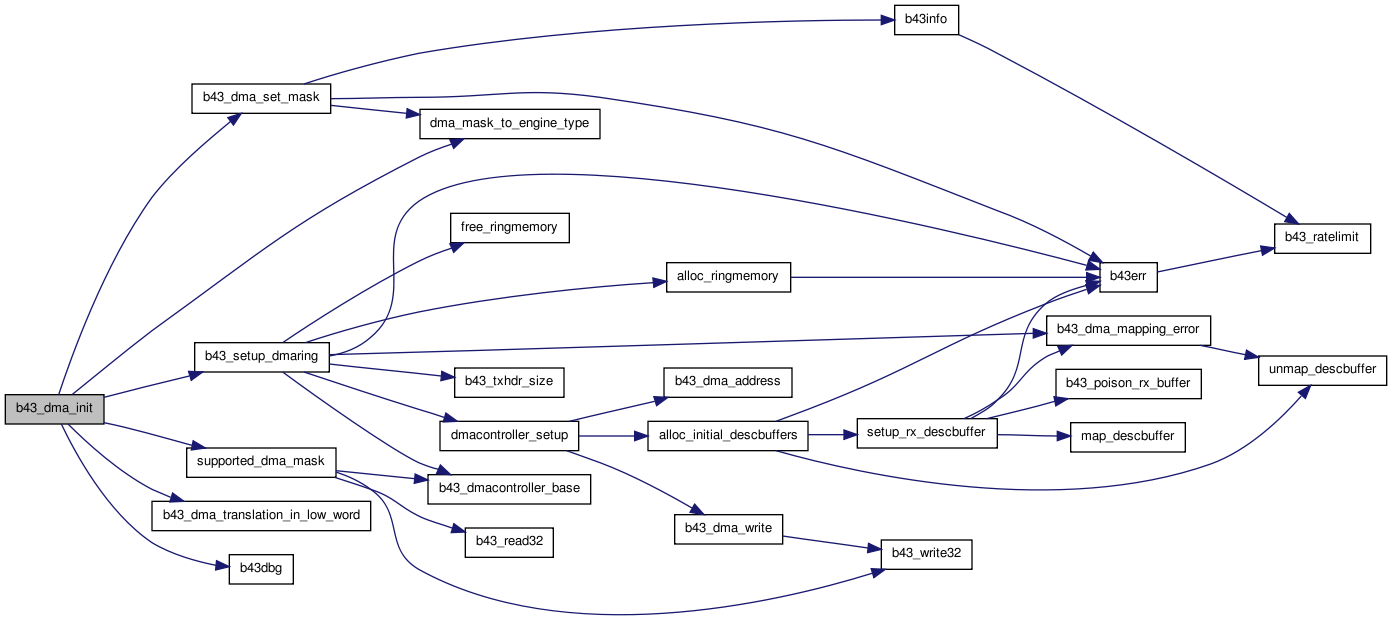 b43info
b43_dma_set_mask
dma_mask_to_engine_type
free_ringmemory
b43_ratelimit
alloc_ringmemory
b43err
b43_dma_mapping_error
b43_setup_dmaring
unmap_descbuffer
b43_txhdr_size
b43_dma_address
b43_poison_rx_buffer
b43_dma_init
dmacontroller_setup
alloc_initial_descbuffers
setup_rx_descbuffer
map_descbuffer
supported_dma_mask
b43_dmacontroller_base
b43_dma_translation_in_low_word
b43_dma_write
b43_read32
b43_write32
b43dbg